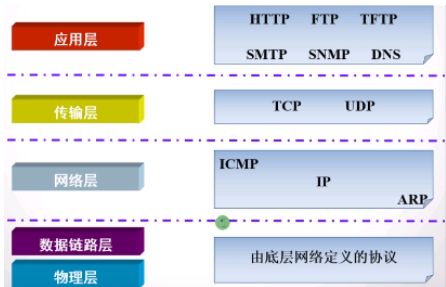 应用层
HTTP FTP TFTP
SMTP SNMP DNS
传输层
TCP UDP
网络层
ICMP
IP
ARP
数据链路层
物理层
由底层网络定义的协议